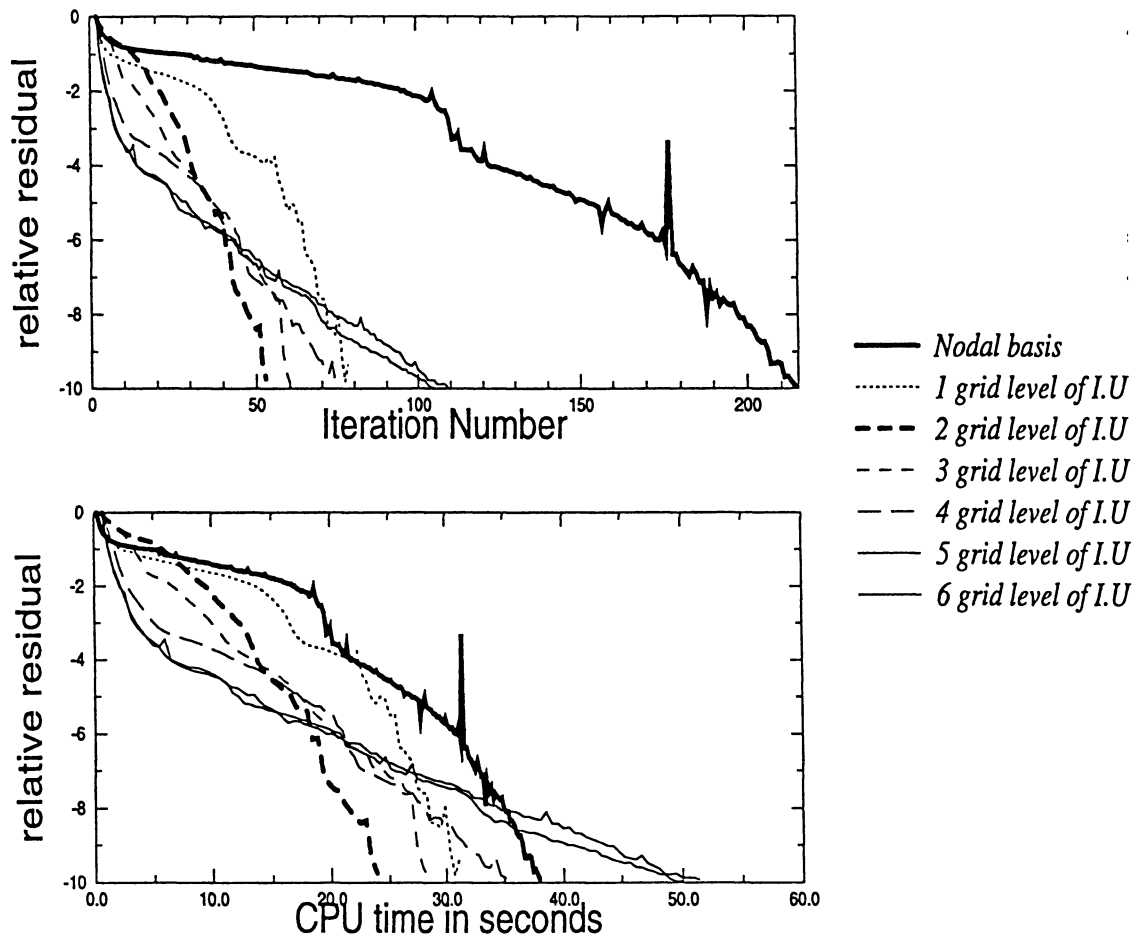 0
-2
-4
-6
-8
-10
relative residual
0
50
100
150
200
Iteration Number
0
-2
-4
-6
-8
-10
relative residual
0.0
10.0
20.0
30.0
40.0
50.0
60.0
CPU time in seconds
Nodal basis
1 grid level of I.U
2 grid level of I.U
3 grid level of I.U
4 grid level of I.U
5 grid level of I.U
6 grid level of I.U